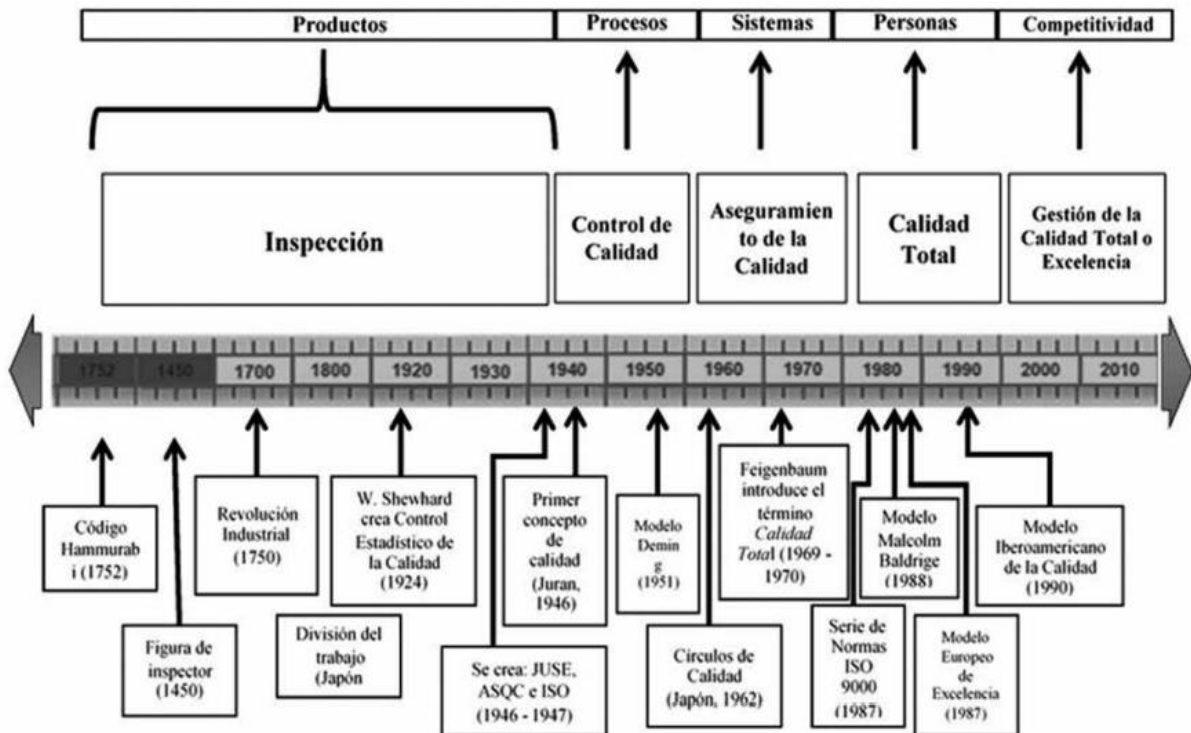 Productos
Procesos
Sistemas
Personas
Competitividad
Inspección
Control de
Calidad
Aseguramien
to de la
Calidad
Calidad
Total
Gestión de la
Calidad Total o
Excelencia
1752
1450
1700
1800
1920
1930
1940
1950
1960
1970
1980
1990
2000
2010
Código
Hammurab
i (1752)
Figura de
inspector
(1450)
Revolución
Industrial
(1750)
División del
trabajo
(Japón
W. Shewhard
crea Control
Estadístico de
la Calidad
(1924)
Se crea: JUSE,
ASQC e ISO
(1946 - 1947)
Primer
concepto
de
calidad
(Juran,
1946)
Modelo
Demin
g
(1951)
Círculos de
Calidad
(Japón, 1962)
Feigenbaum
introduce el
término
Calidad
Total (1969 -
1970)
Serie de
Normas
ISO
9000
(1987)
Modelo
Malcolm
Baldrige
(1988)
Modelo
Europeo
de
Excelencia
(1987)
Modelo
Iberoamericano
de la Calidad
(1990)